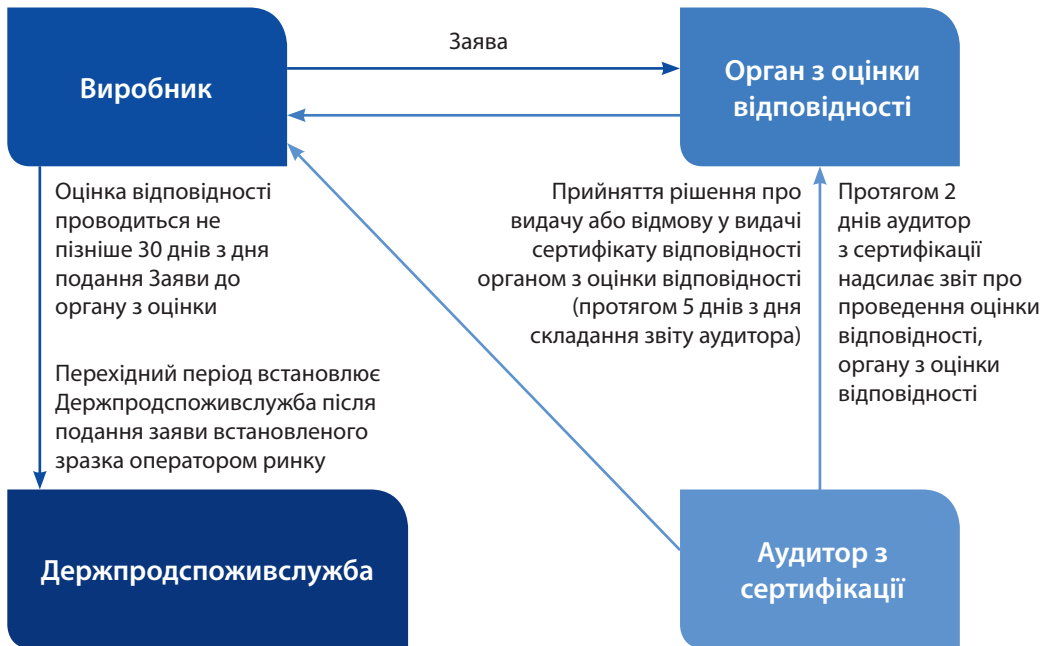 Заява
Виробник
Орган з оцінки
відповідності
Оцінка відповідності
проводиться не
пізніше 30 днів з дня
подання Заяви до
органу з оцінки
Прийняття рішення про
видачу або відмову у видачі
сертифікату відповідності
органом з оцінки відповідності
(протягом 5 днів з дня
складання звіту аудитора)
Протягом 2
днів аудитор
з сертифікації
надсилає звіт про
проведення оцінки
відповідності,
органу з оцінки
відповідності
Перехідний період встановлює
Держпродспоживслужба після
подання заяви встановленого
зразка оператором ринку
Держпродспоживслужба
Аудитор з
сертифікації